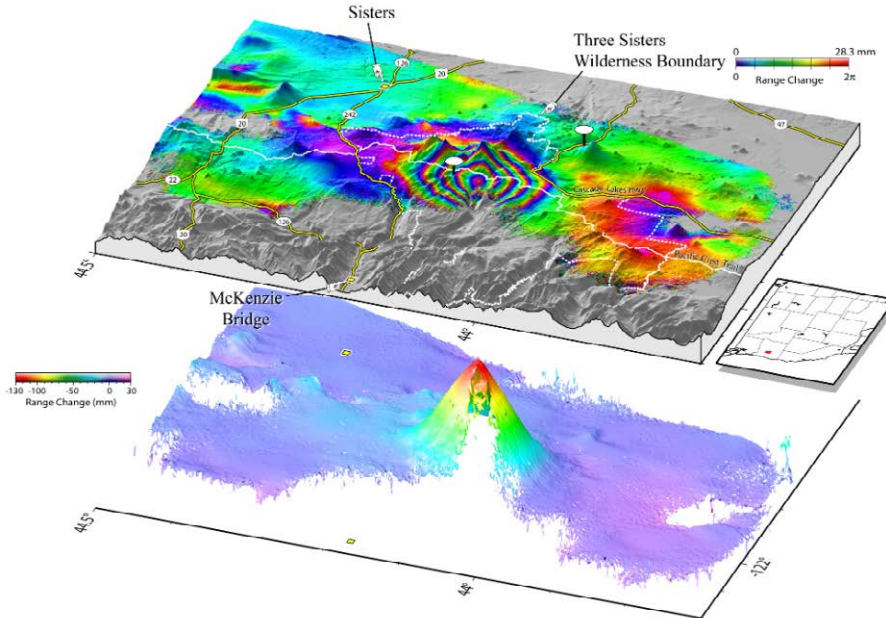 Sisters
Three Sisters
Wilderness Boundary
0
28.3 mm
0
2π
Range Change
126
20
242
20
97
22
126
20
Cascade Lakes Hwy
Pacific Crest Trail
44.5°
McKenzie
Bridge
44°
-130
-100
-50
0
30
Range Change (mm)
44.5°
44°
-122°